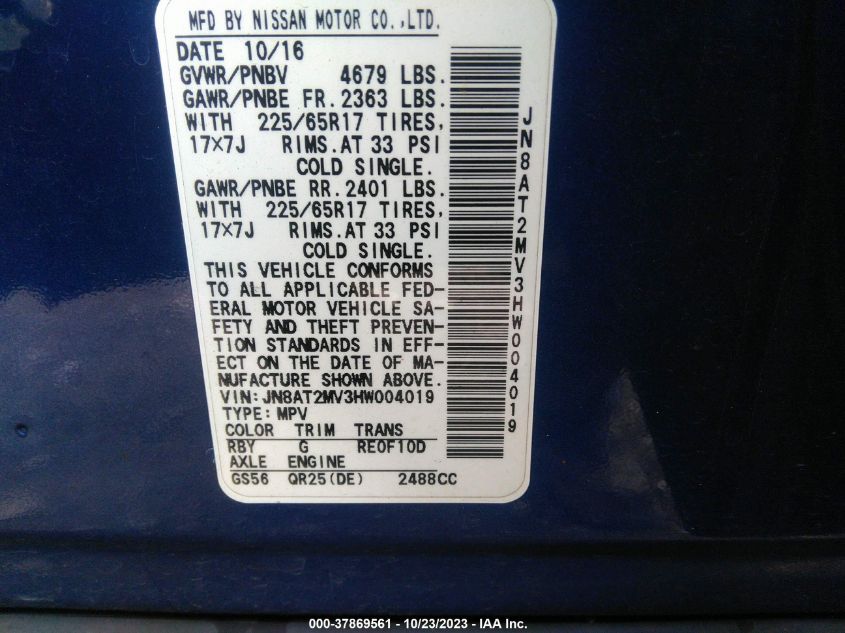 MFD BY NISSAN MOTOR CO.,LTD.
DATE 10/16
GVWR/PNBV 4679 LBS.
GAWR/PNBE FR. 2363 LBS.
WITH 225/65R17 TIRES,
17×7J RIMS. AT 33 PSI
COLD SINGLE.
GAWR/PNBE RR. 2401 LBS.
WITH 225/65R17 TIRES,
17×7J RIMS. AT 33 PSI
COLD SINGLE.
THIS VEHICLE CONFORMS
TO ALL APPLICABLE FED-
ERAL MOTOR VEHICLE SA-
FETY AND THEFT PREVEN-
TION STANDARDS IN EFF-
ECT ON THE DATE OF MA-
NUFACTURE SHOWN ABOVE.
VIN: JN8AT2MV3HW004019
TYPE: MPV
COLOR TRIM TRANS
RBY G RE0F10D
AXLE ENGINE
GS56 QR25(DE) 2488CC
JN8AT2MV3HW004019
000-37869561 - 10/23/2023 - IAA Inc.